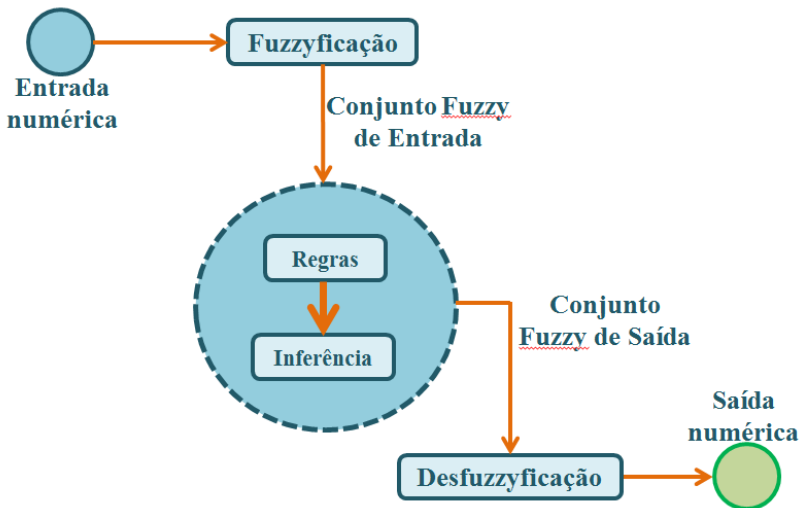 Fuzzyficação
Entrada
numérica
Conjunto Fuzzy
de Entrada
Regras
Inferência
Conjunto
Fuzzy de Saída
Saída
numérica
Desfuzzyficação